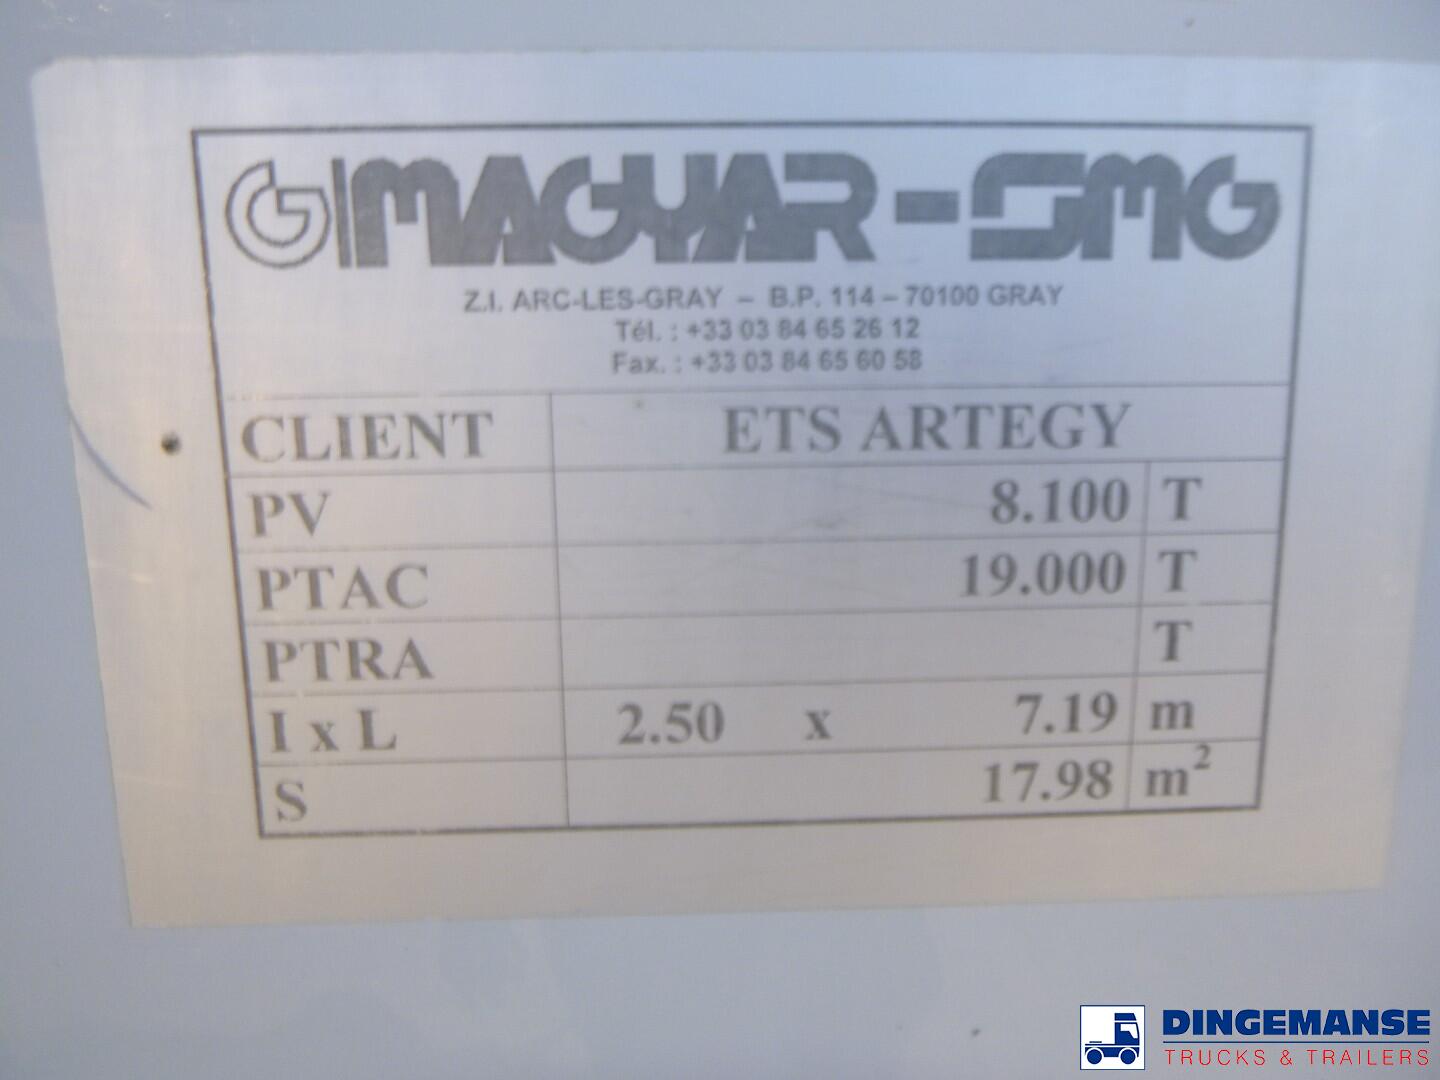 G MAGYAR-SMG
Z.I. ARC-LES-GRAY – B.P. 114 – 70100 GRAY
Tél. : +33 03 84 65 26 12
Fax. : +33 03 84 65 60 58
CLIENT ETS ARTEGY
PV 8.100 T
PTAC 19.000 T
PTRA T
l x L 2.50 x 7.19 m
S 17.98 m²
DINGEMANSE
TRUCKS & TRAILERS